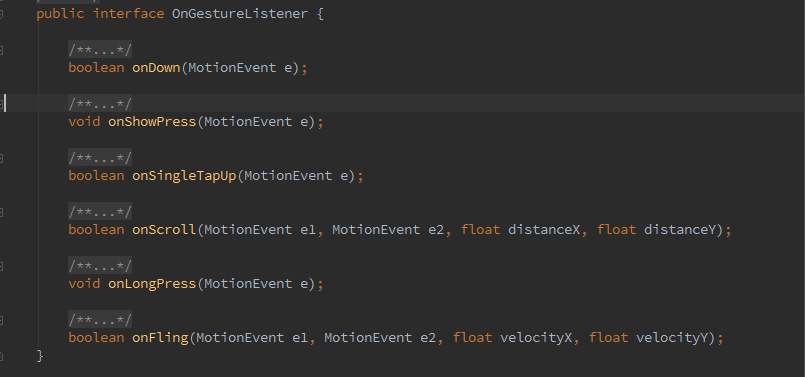 public interface OnGestureListener {
/**...*/
boolean onDown(MotionEvent e);
/**...*/
void onShowPress(MotionEvent e);
/**...*/
boolean onSingleTapUp(MotionEvent e);
/**...*/
boolean onScroll(MotionEvent e1, MotionEvent e2, float distanceX, float distanceY);
/**...*/
void onLongPress(MotionEvent e);
/**...*/
boolean onFling(MotionEvent e1, MotionEvent e2, float velocityX, float velocityY);
}